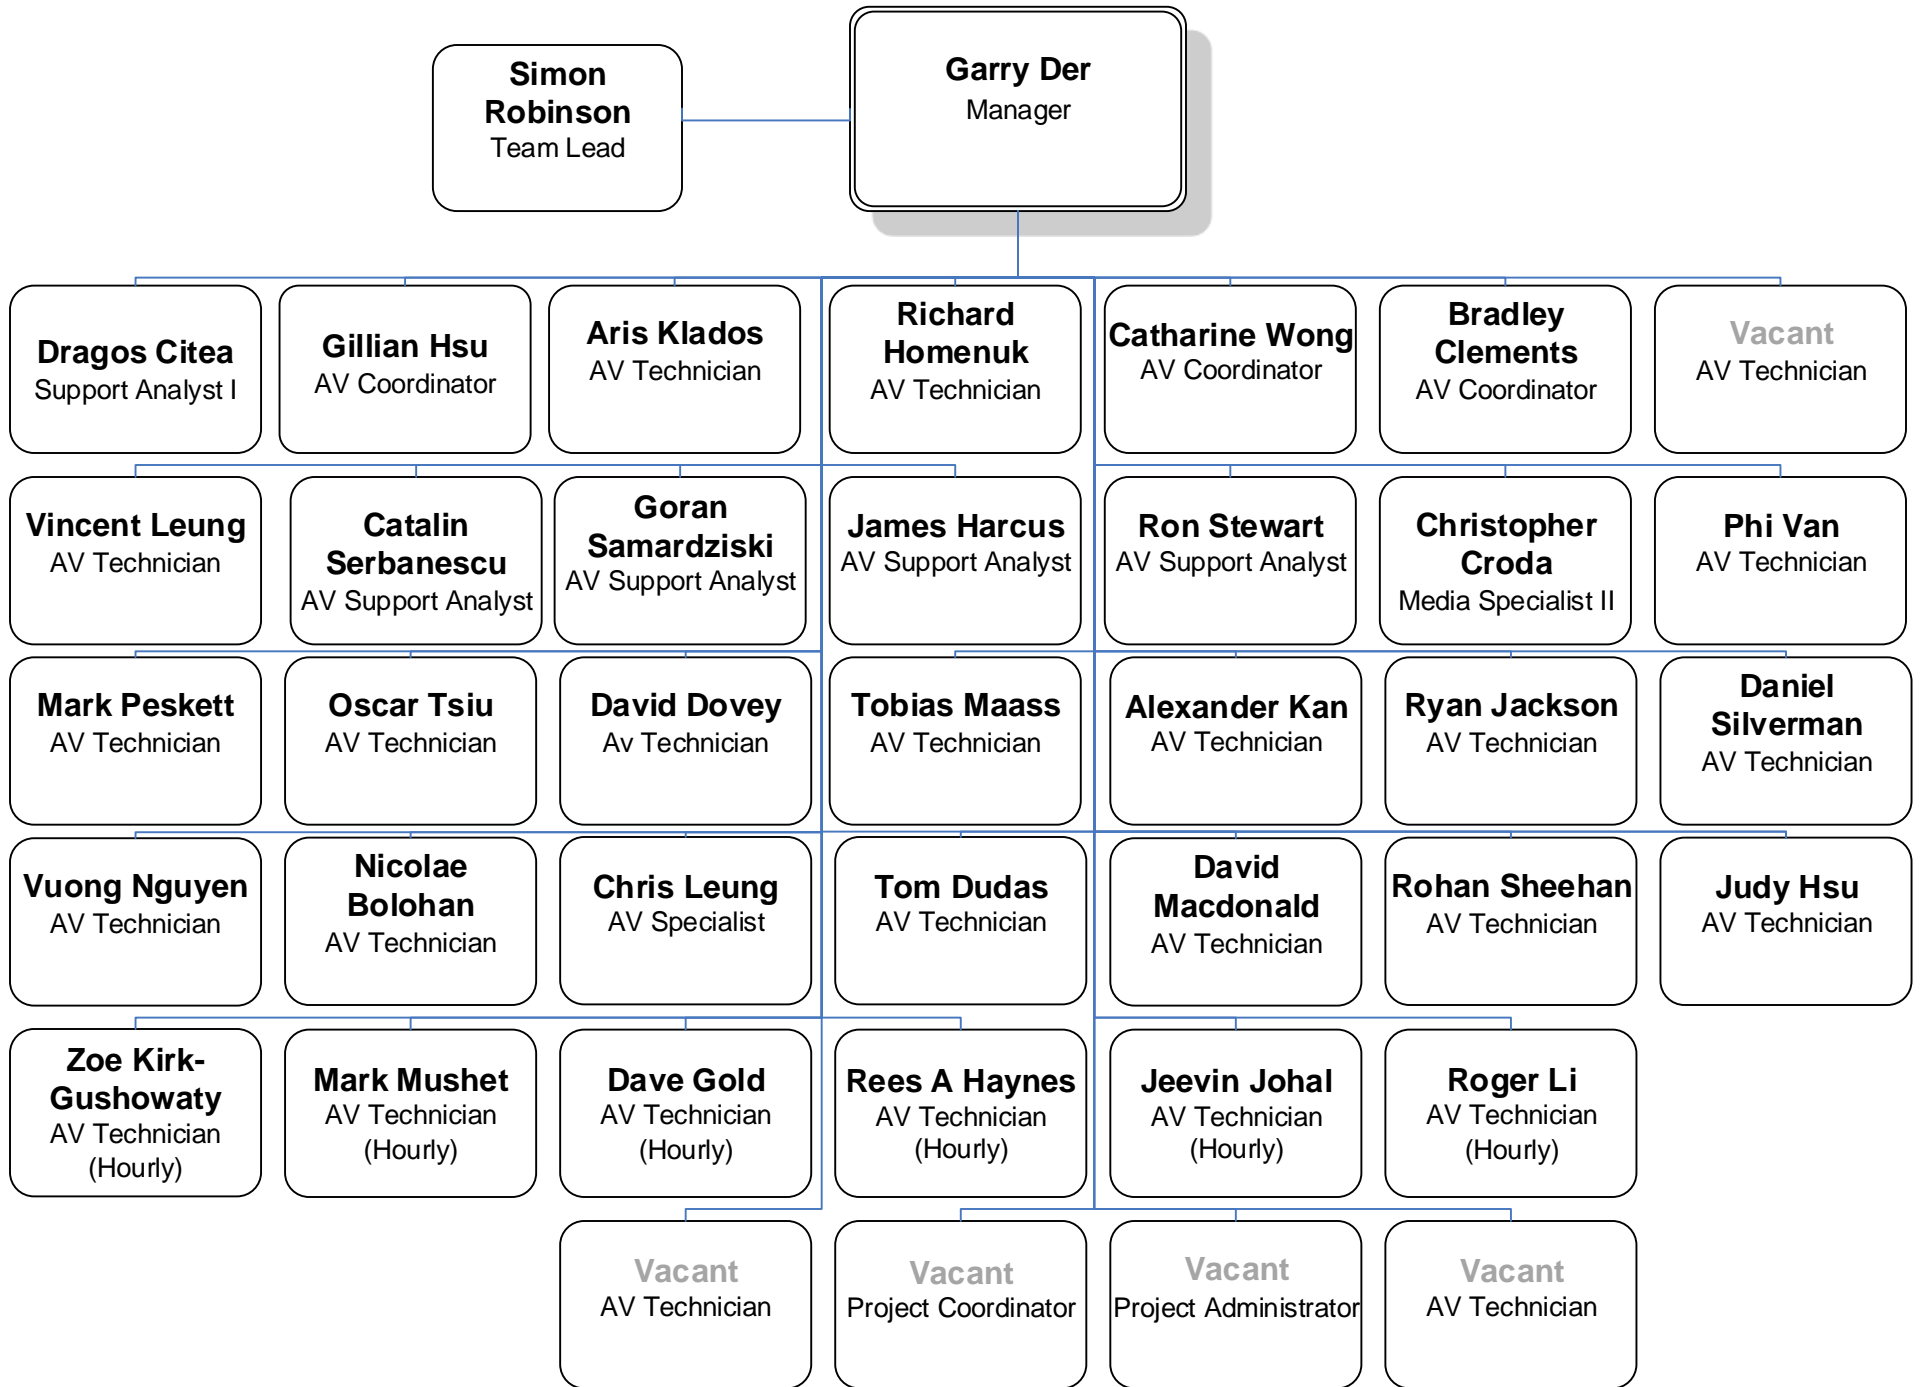 Simon
Robinson
Team Lead
Garry Der
Manager
Dragos Citea
Support Analyst I
Gillian Hsu
AV Coordinator
Aris Klados
AV Technician
Richard
Homenuk
AV Technician
Catharine Wong
AV Coordinator
Bradley
Clements
AV Coordinator
Vacant
AV Technician
Vincent Leung
AV Technician
Catalin
Serbanescu
AV Support Analyst
Goran
Samardziski
AV Support Analyst
James Harcus
AV Support Analyst
Ron Stewart
AV Support Analyst
Christopher
Croda
Media Specialist II
Phi Van
AV Technician
Mark Peskett
AV Technician
Oscar Tsiu
AV Technician
David Dovey
Av Technician
Tobias Maass
AV Technician
Alexander Kan
AV Technician
Ryan Jackson
AV Technician
Daniel
Silverman
AV Technician
Vuong Nguyen
AV Technician
Nicolae
Bolohan
AV Technician
Chris Leung
AV Specialist
Tom Dudas
AV Technician
David
Macdonald
AV Technician
Rohan Sheehan
AV Technician
Judy Hsu
AV Technician
Zoe Kirk-
Gushowaty
AV Technician
(Hourly)
Mark Mushet
AV Technician
(Hourly)
Dave Gold
AV Technician
(Hourly)
Rees A Haynes
AV Technician
(Hourly)
Jeevin Johal
AV Technician
(Hourly)
Roger Li
AV Technician
(Hourly)
Vacant
AV Technician
Vacant
Project Coordinator
Vacant
Project Administrator
Vacant
AV Technician